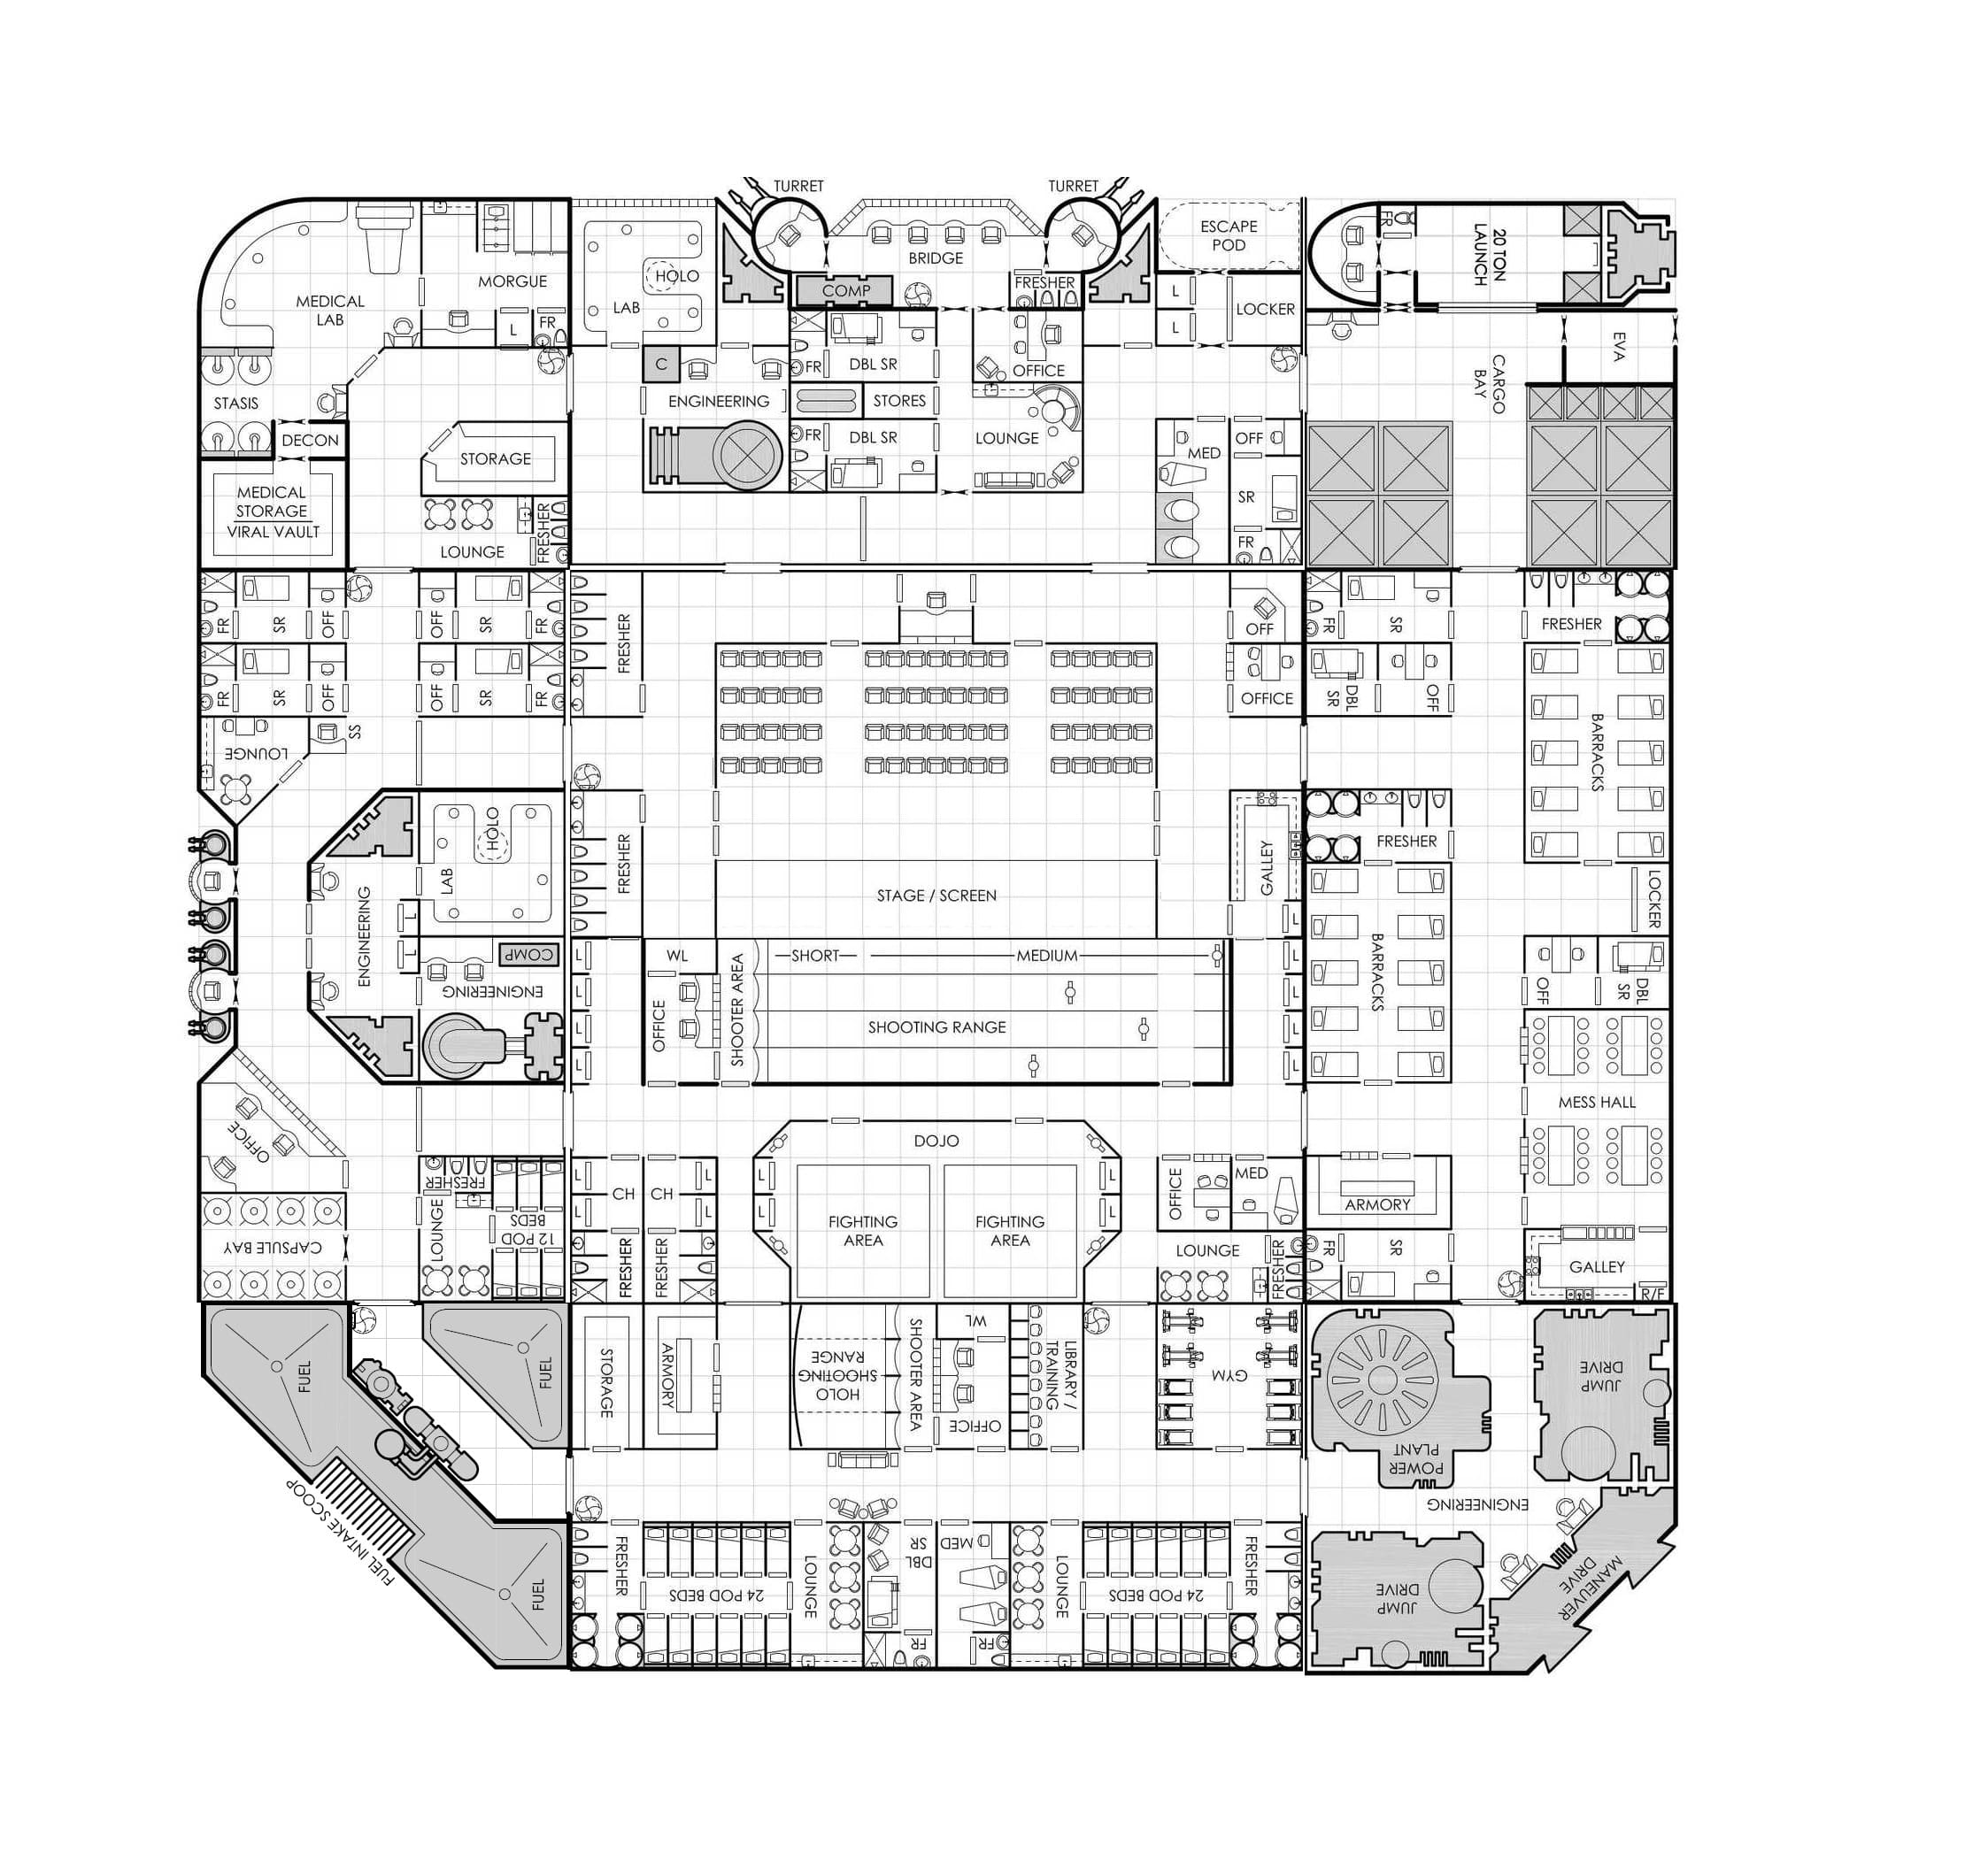 TURRET
TURRET
BRIDGE
COMP
FRESHER
ESCAPE
POD
L
L
LOCKER
FR
20 TON
LAUNCH
MEDICAL
LAB
MORGUE
L
FR
STASIS
DECON
MEDICAL
STORAGE
VIRAL VAULT
STORAGE
LOUNGE
FRESHER
LAB
HOLO
C
ENGINEERING
FR
DBL SR
STORES
FR
DBL SR
OFFICE
LOUNGE
MED
OFF
SR
FR
CARGO
BAY
EVA
FR
SR
OFF
OFF
SR
FR
FR
SR
OFF
OFF
SR
FR
LOUNGE
SS
LAB
HOLO
ENGINEERING
L
L
COMP
ENGINEERING
OFFICE
CAPSULE BAY
FRESHER
LOUNGE
12 POD
BEDS
FRESHER
FRESHER
OFF
OFFICE
GALLEY
L
STAGE / SCREEN
L
L
L
L
WL
OFFICE
SHOOTER AREA
SHORT
MEDIUM
SHOOTING RANGE
L
L
L
L
DOJO
L
L
FIGHTING
AREA
FIGHTING
AREA
L
L
L
L
CH
CH
L
L
FRESHER
FRESHER
OFFICE
MED
LOUNGE
FRESHER
FR
SR
FRESHER
DBL
SR
OFF
BARRACKS
FRESHER
BARRACKS
LOCKER
OFF
DBL
SR
MESS HALL
ARMORY
FR
SR
GALLEY
R/F
FUEL
FUEL
FUEL
FUEL INTAKE SCOOP
STORAGE
ARMORY
HOLO
SHOOTING
RANGE
SHOOTER AREA
WL
OFFICE
LIBRARY /
TRAINING
GYM
FRESHER
24 POD BEDS
LOUNGE
DBL
SR
FR
MED
FR
LOUNGE
24 POD BEDS
FRESHER
POWER
PLANT
JUMP
DRIVE
ENGINEERING
JUMP
DRIVE
MANEUVER
DRIVE